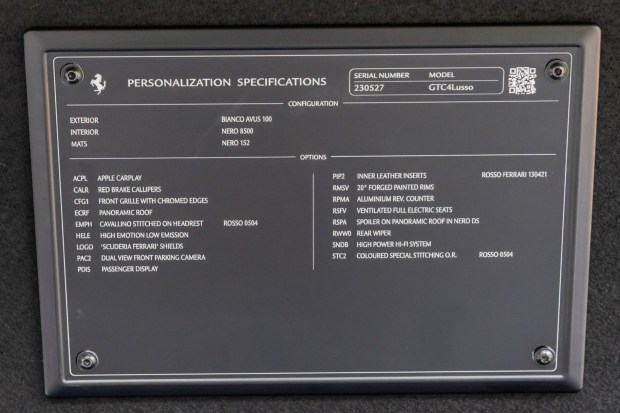 PERSONALIZATION SPECIFICATIONS
SERIAL NUMBER MODEL
230527 GTC4Lusso
CONFIGURATION
EXTERIOR BIANCO AVUS 100
INTERIOR NERO 8500
MATS NERO 152
OPTIONS
ACPL APPLE CARPLAY
CALR RED BRAKE CALLIPERS
CFG1 FRONT GRILLE WITH CHROMED EDGES
ECRF PANORAMIC ROOF
EMPH CAVALLINO STITCHED ON HEADREST ROSSO 0504
HELE HIGH EMOTION LOW EMISSION
LOGO 'SCUDERIA FERRARI' SHIELDS
PAC2 DUAL VIEW FRONT PARKING CAMERA
PDIS PASSENGER DISPLAY
PIP2 INNER LEATHER INSERTS ROSSO FERRARI 130421
RMSV 20" FORGED PAINTED RIMS
RPMA ALUMINIUM REV. COUNTER
RSFV VENTILATED FULL ELECTRIC SEATS
RSPA SPOILER ON PANORAMIC ROOF IN NERO DS
RWW0 REAR WIPER
SNDB HIGH POWER HI-FI SYSTEM
STC2 COLOURED SPECIAL STITCHING O.R. ROSSO 0504